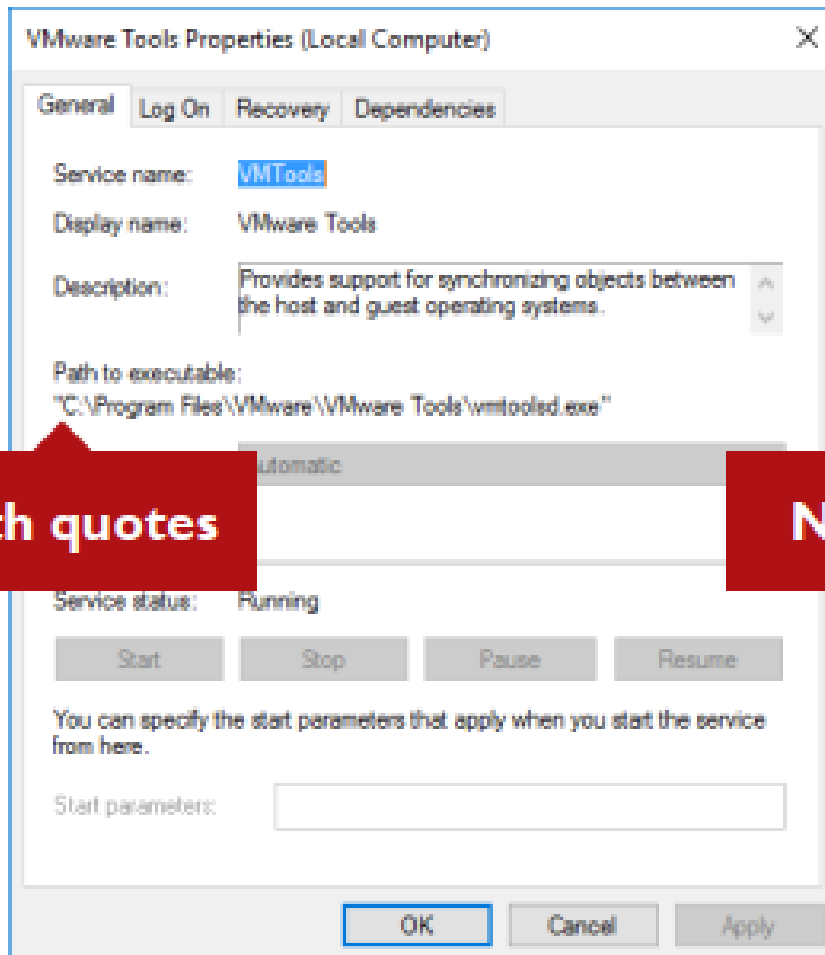 VMware Tools Properties (Local Computer)
General Log On Recovery Dependencies
Service name: VMTools
Display name: VMware Tools
Description: Provides support for synchronizing objects between
the host and guest operating systems.
Path to executable:
"C:\Program Files\VMware\VMware Tools\vmtoolsd.exe"
utomatic
th quotes
N
Service status: Running
Start Stop Pause Resume
You can specify the start parameters that apply when you start the service
from here.
Start parameters:
OK Cancel Apply